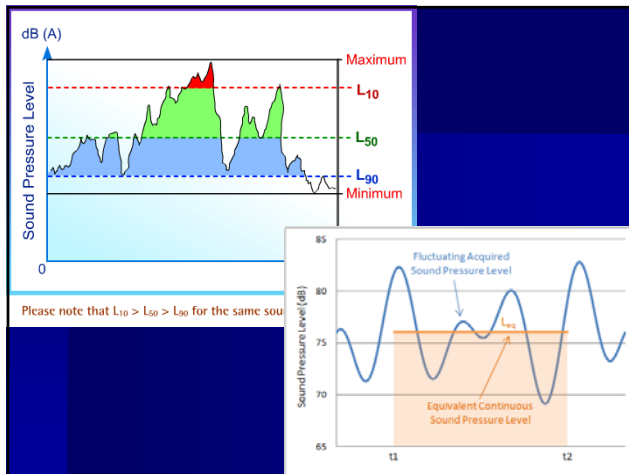 dB (A)
Sound Pressure Level
0
Maximum
L10
L50
L90
Minimum
Please note that L10 > L50 > L90 for the same sou
85
80
75
70
65
Sound Pressure Level (dB)
Fluctuating Acquired
Sound Pressure Level
Leq
Equivalent Continuous
Sound Pressure Level
t1
t2